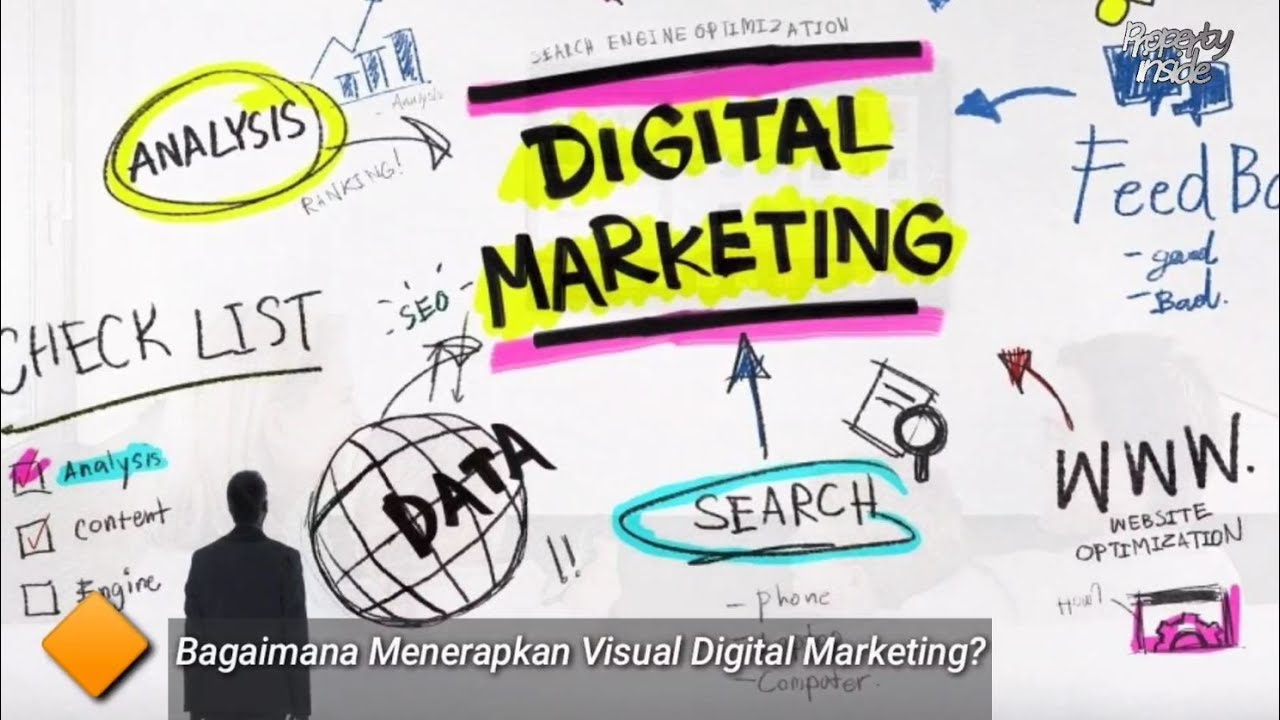 Property
Inside
SEARCH ENGINE OPTIMIZATION
Analysis
ANALYSIS
RANKING!
DIGITAL
MARKETING
FeedBa
- good
- Bad.
SEO
CHECK LIST
Analysis
Content
Engine
DATA
!!
SEARCH
- phone
- Computer.
WWW.
WEBSITE
OPTIMIZATION
HOW?
Bagaimana Menerapkan Visual Digital Marketing?